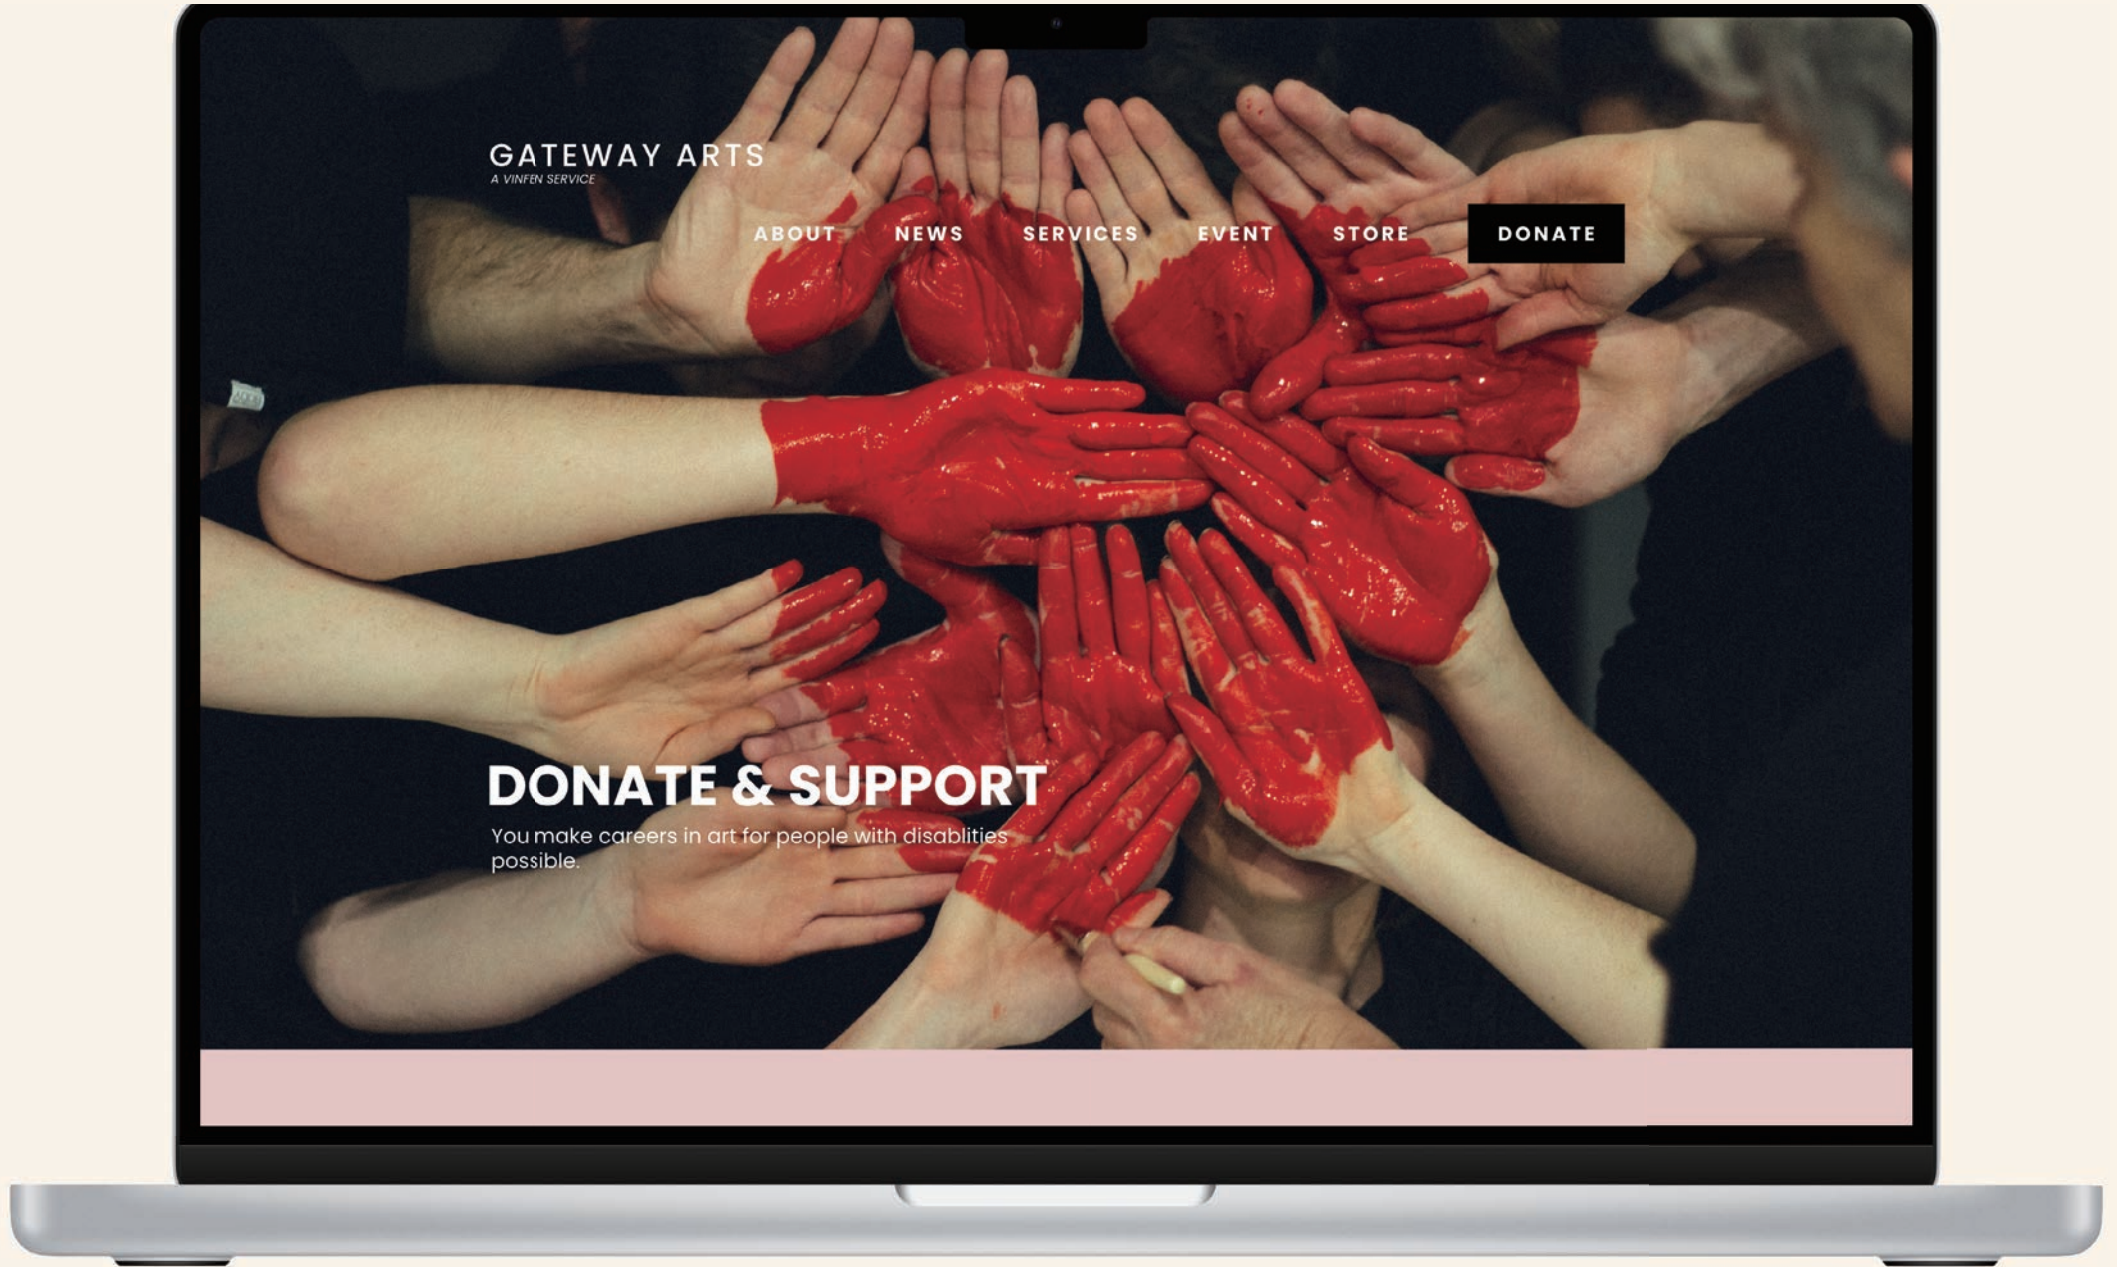 GATEWAY ARTS
A VINFEN SERVICE
ABOUT NEWS SERVICES EVENT STORE DONATE
DONATE & SUPPORT
You make careers in art for people with disablities
possible.